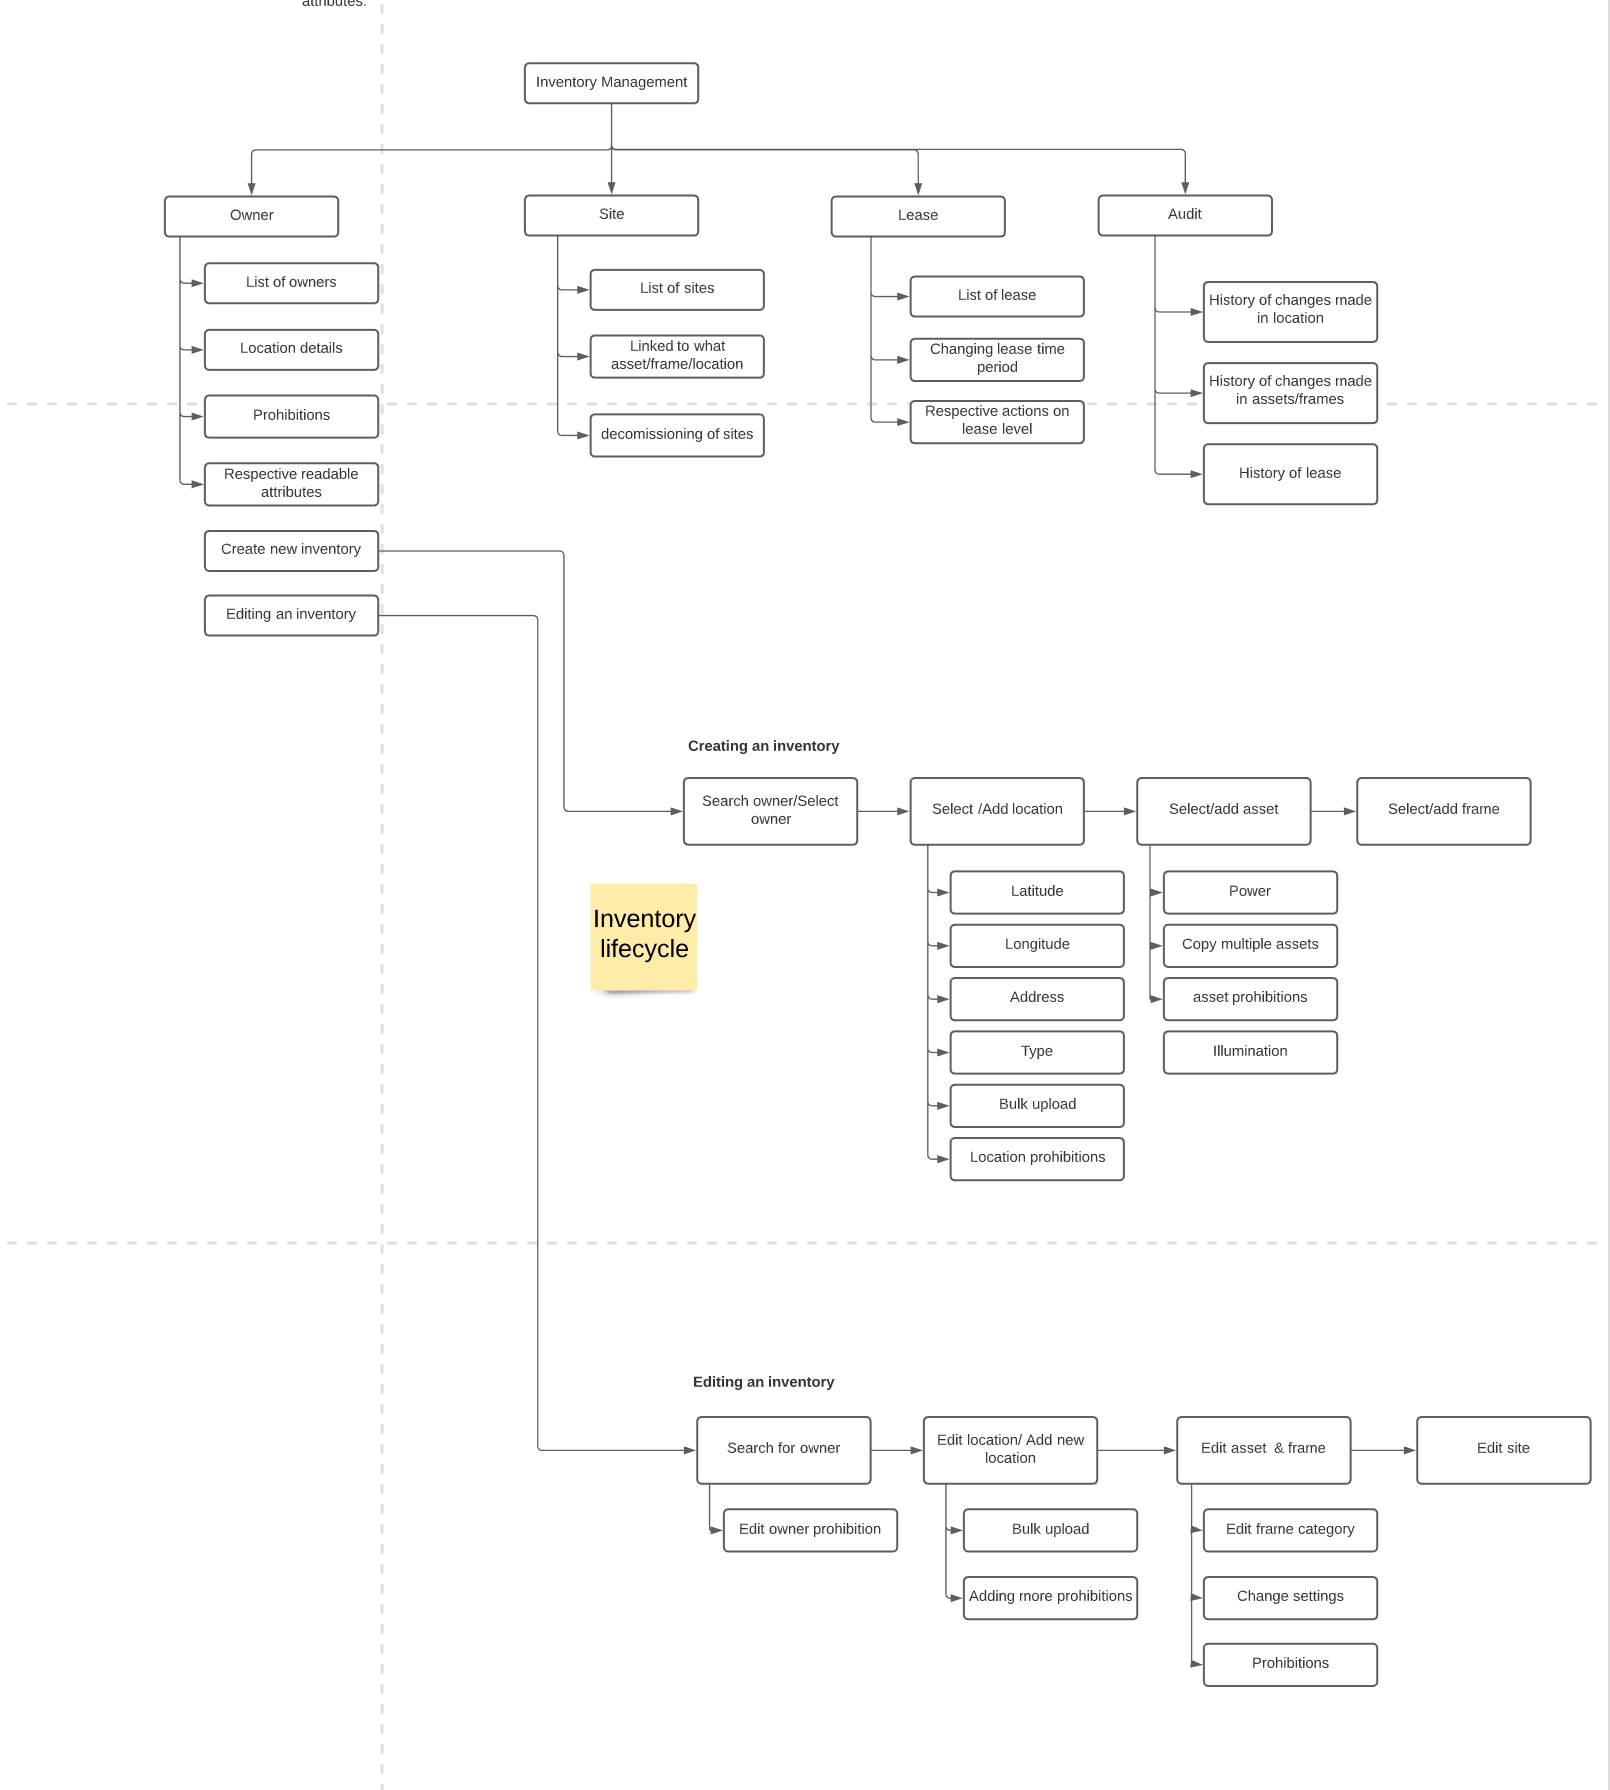 attributes.
Inventory Management
Owner
Site
Lease
Audit
List of owners
Location details
Prohibitions
Respective readable
attributes
Create new inventory
Editing an inventory
List of sites
Linked to what
asset/frame/location
decomissioning of sites
List of lease
Changing lease time
period
Respective actions on
lease level
History of changes made
in location
History of changes made
in assets/frames
History of lease
Creating an inventory
Search owner/Select
owner
Select /Add location
Select/add asset
Select/add frame
Latitude
Longitude
Address
Type
Bulk upload
Location prohibitions
Power
Copy multiple assets
asset prohibitions
Illumination
Inventory
lifecycle
Editing an inventory
Search for owner
Edit location/ Add new
location
Edit asset  & frame
Edit site
Edit owner prohibition
Bulk upload
Adding more prohibitions
Edit frame category
Change settings
Prohibitions